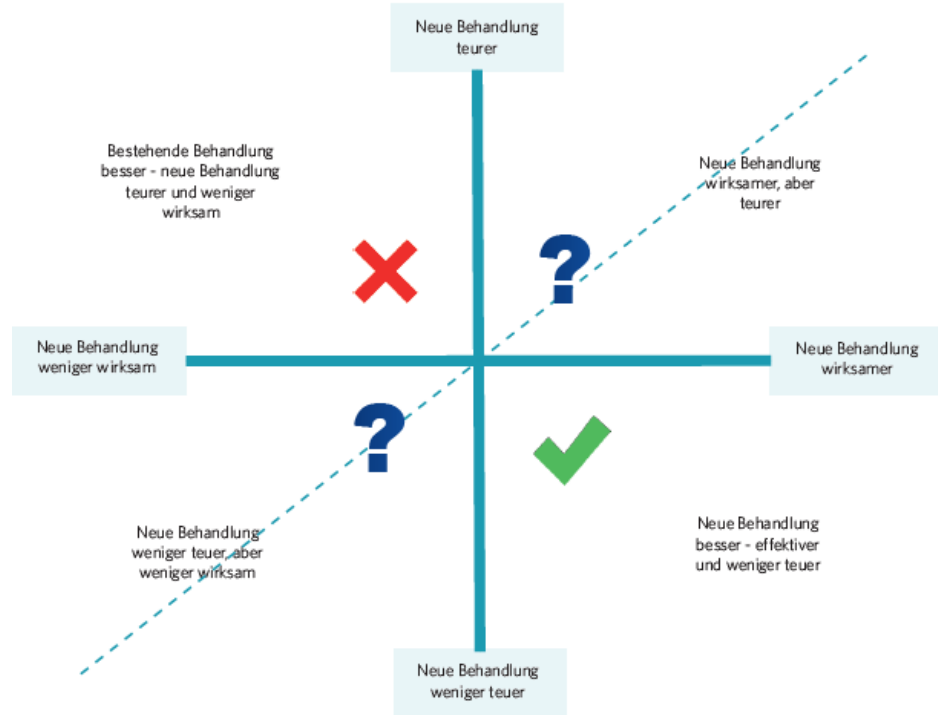 Neue Behandlung
teurer
Bestehende Behandlung
besser - neue Behandlung
teurer und weniger
wirksam
Neue Behandlung
wirksamer, aber
teurer
?
Neue Behandlung
weniger wirksam
Neue Behandlung
wirksamer
?
Neue Behandlung
weniger teuer, aber
weniger wirksam
Neue Behandlung
besser - effektiver
und weniger teuer
Neue Behandlung
weniger teuer